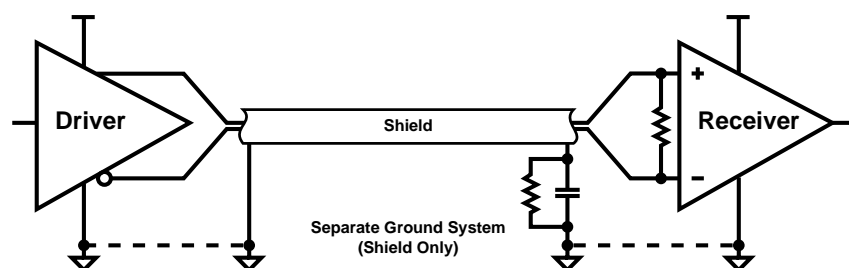 Driver
Shield
Receiver
+
−
Separate Ground System
(Shield Only)